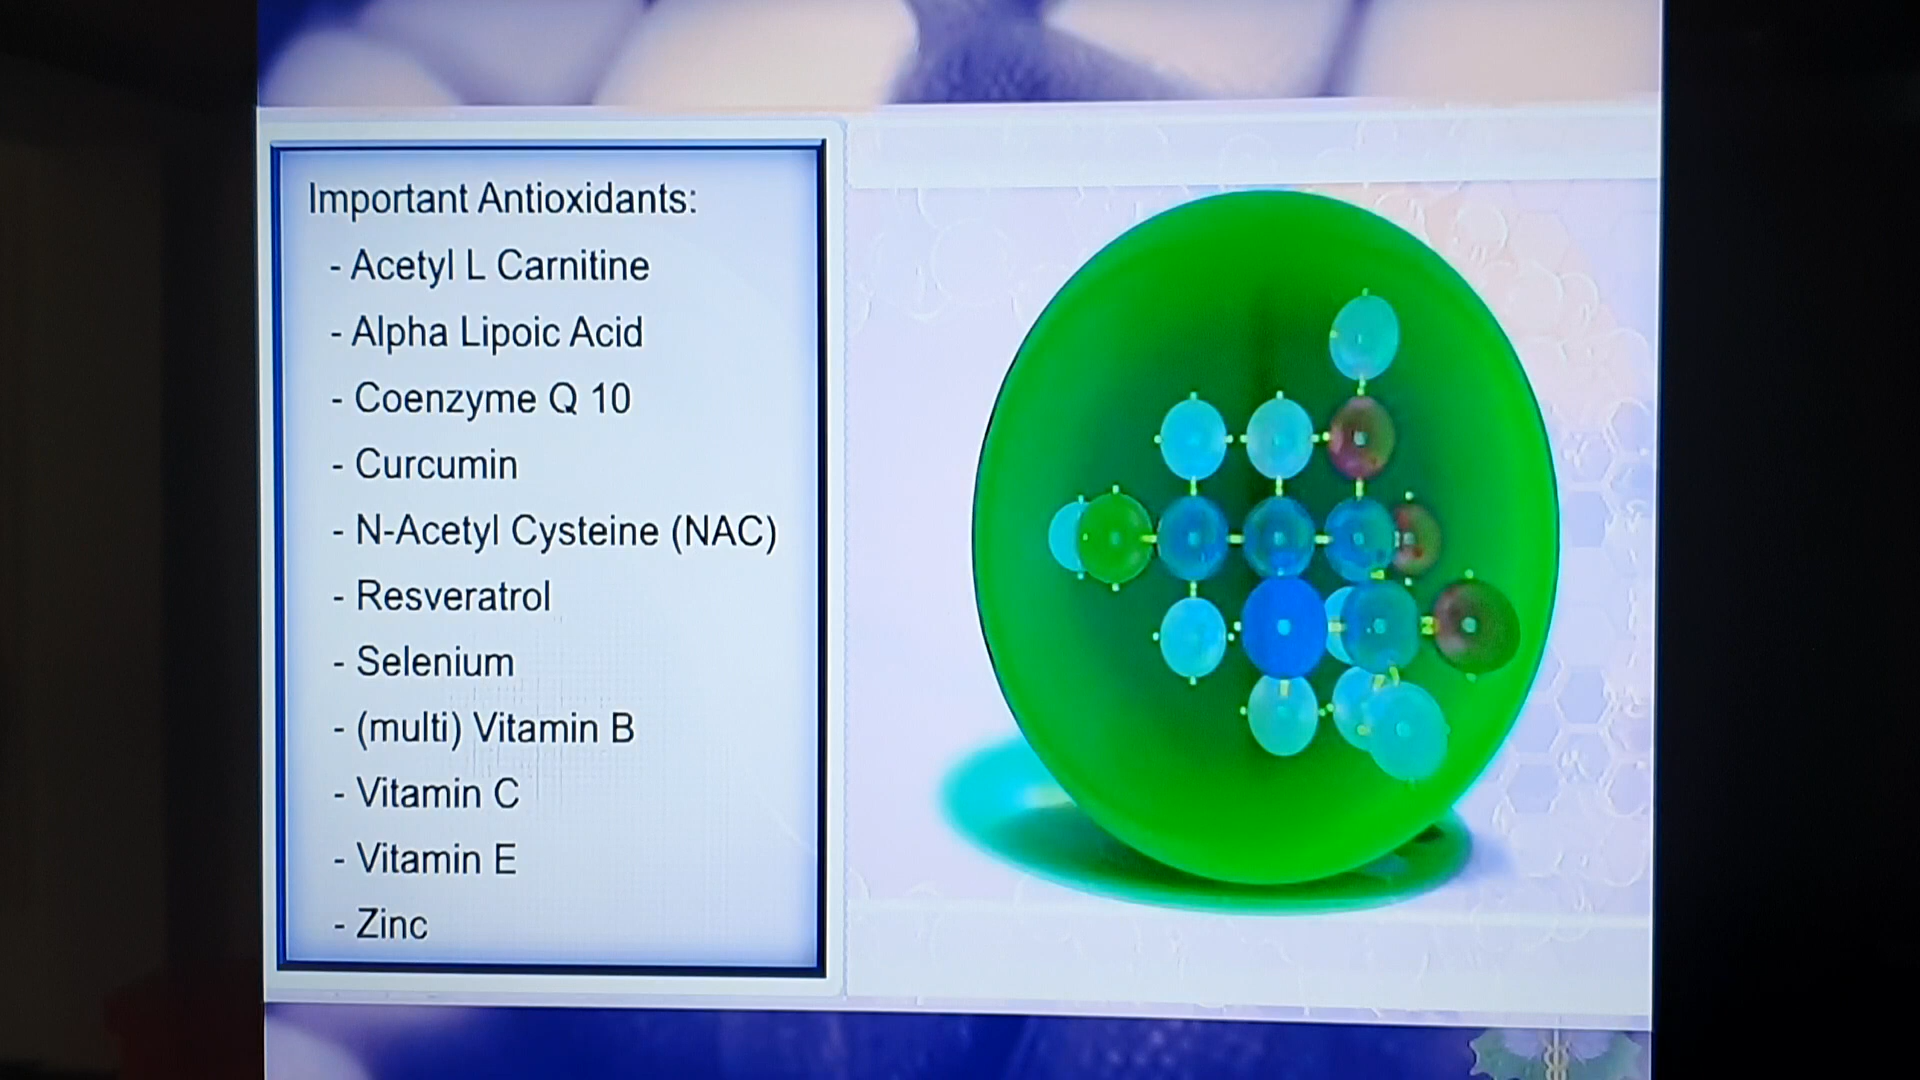 Important Antioxidants:
- Acetyl L Carnitine
- Alpha Lipoic Acid
- Coenzyme Q 10
- Curcumin
- N-Acetyl Cysteine (NAC)
- Resveratrol
- Selenium
- (multi) Vitamin B
- Vitamin C
- Vitamin E
- Zinc